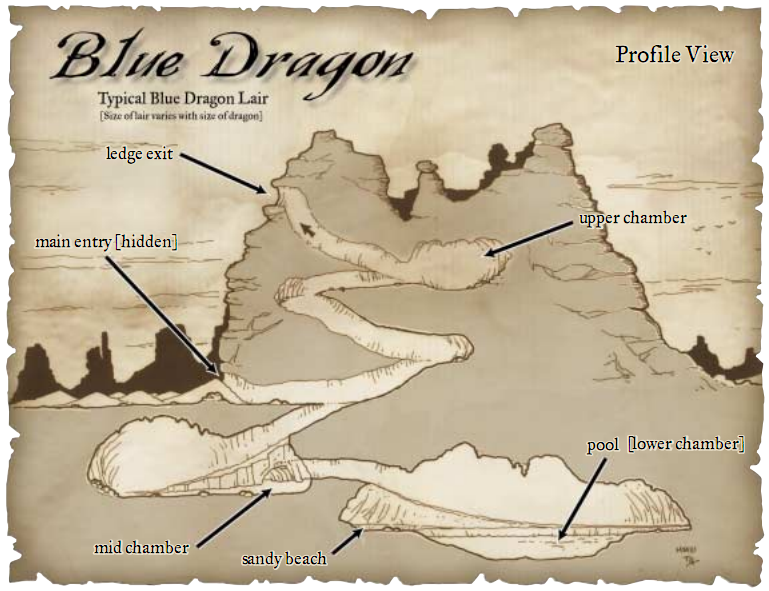 Blue Dragon
Profile View
Typical Blue Dragon Lair
[Size of lair varies with size of dragon]
ledge exit
upper chamber
main entry [hidden]
pool [lower chamber]
mid chamber
sandy beach